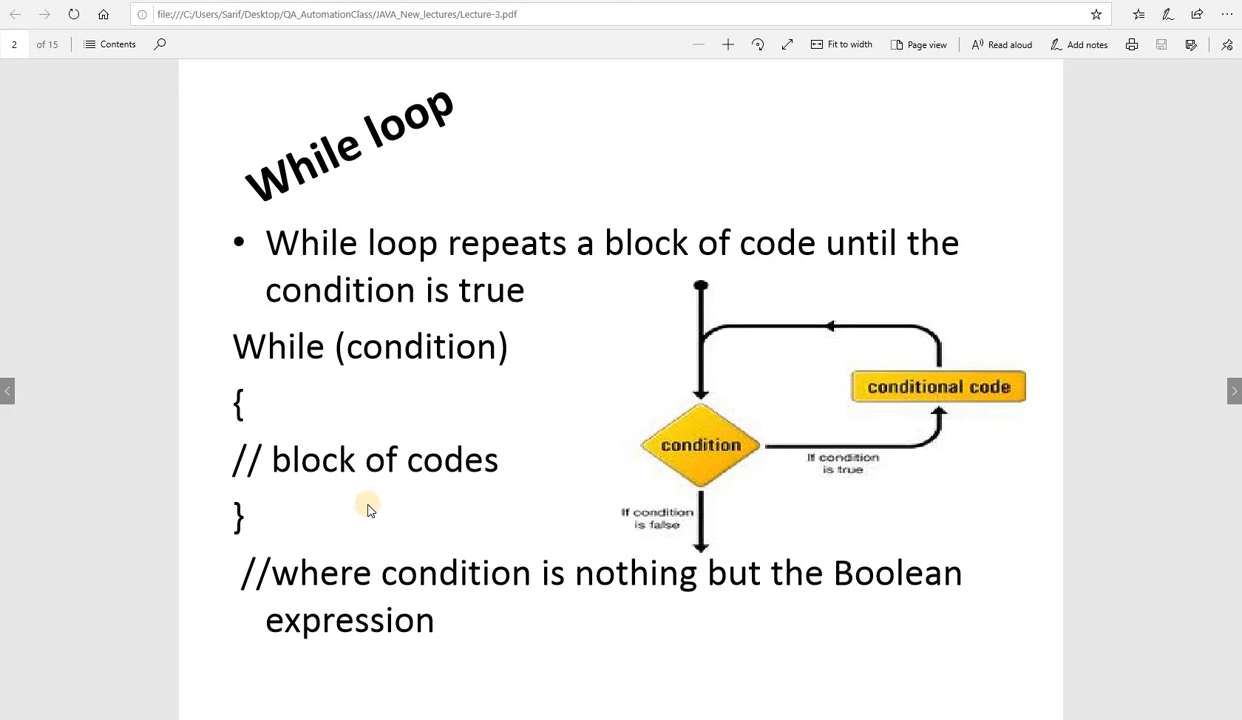 file:///C:/Users/Sarif/Desktop/QA_AutomationClass/JAVA_New_lectures/Lecture-3.pdf
2 of 15 Contents Fit to width Page view Read aloud Add notes
While loop
• While loop repeats a block of code until the
condition is true
While (condition)
{
// block of codes
}
//where condition is nothing but the Boolean
expression
conditional code
condition
If condition
is true
If condition
is false